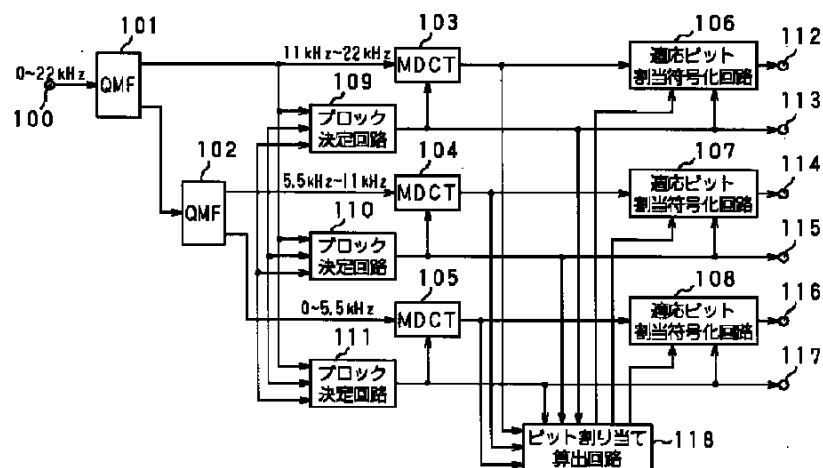 101
QMF
0~22kHz
100
11kHz~22kHz
103
MDCT
106
適応ビット
割当符号化回路
112
109
ブロック
決定回路
113
102
QMF
5.5kHz~11kHz
104
MDCT
107
適応ビット
割当符号化回路
114
110
ブロック
決定回路
115
0~5.5kHz
105
MDCT
108
適応ビット
割当符号化回路
116
111
ブロック
決定回路
117
ビット割り当て
算出回路
118